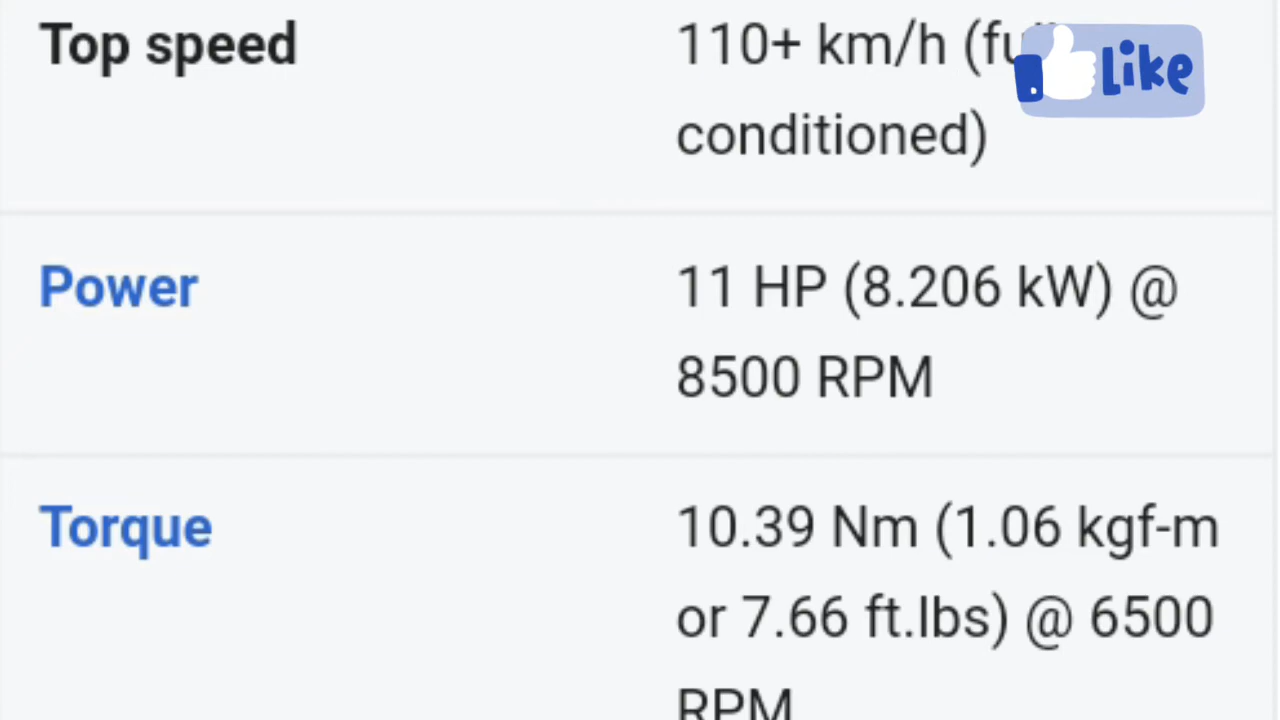 Top speed
110+ km/h (
Like
conditioned)
Power
11 HP (8.206 kW) @
8500 RPM
Torque
10.39 Nm (1.06 kgf-m
or 7.66 ft.lbs) @ 6500
RPM